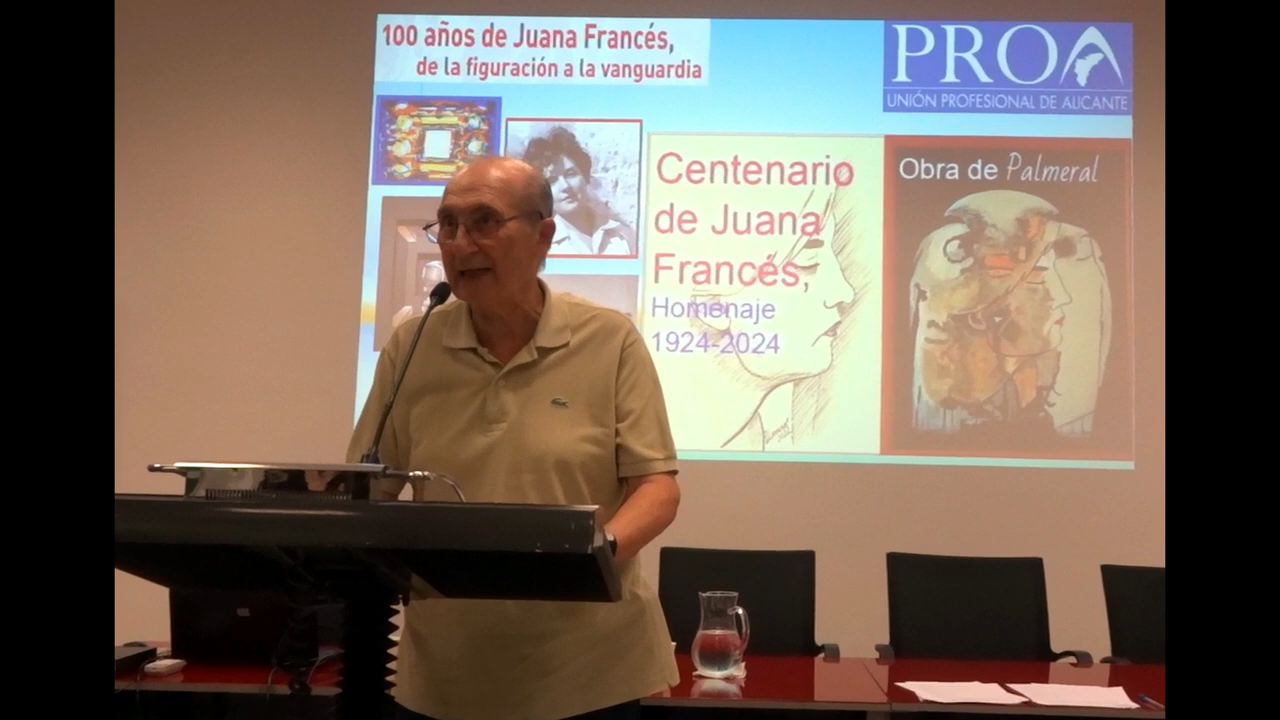 100 años de Juana Francés,
de la figuración a la vanguardia
PROA
UNIÓN PROFESIONAL DE ALICANTE
Centenario
de Juana
Francés,
Homenaje
1924-2024
Obra de Palmeral